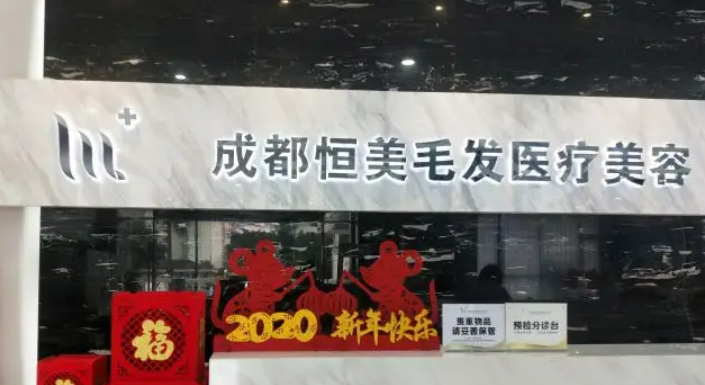 成都恒美毛发医疗美容
2020 新年快乐
福
福
贵重物品
请妥善保管
预检分诊台